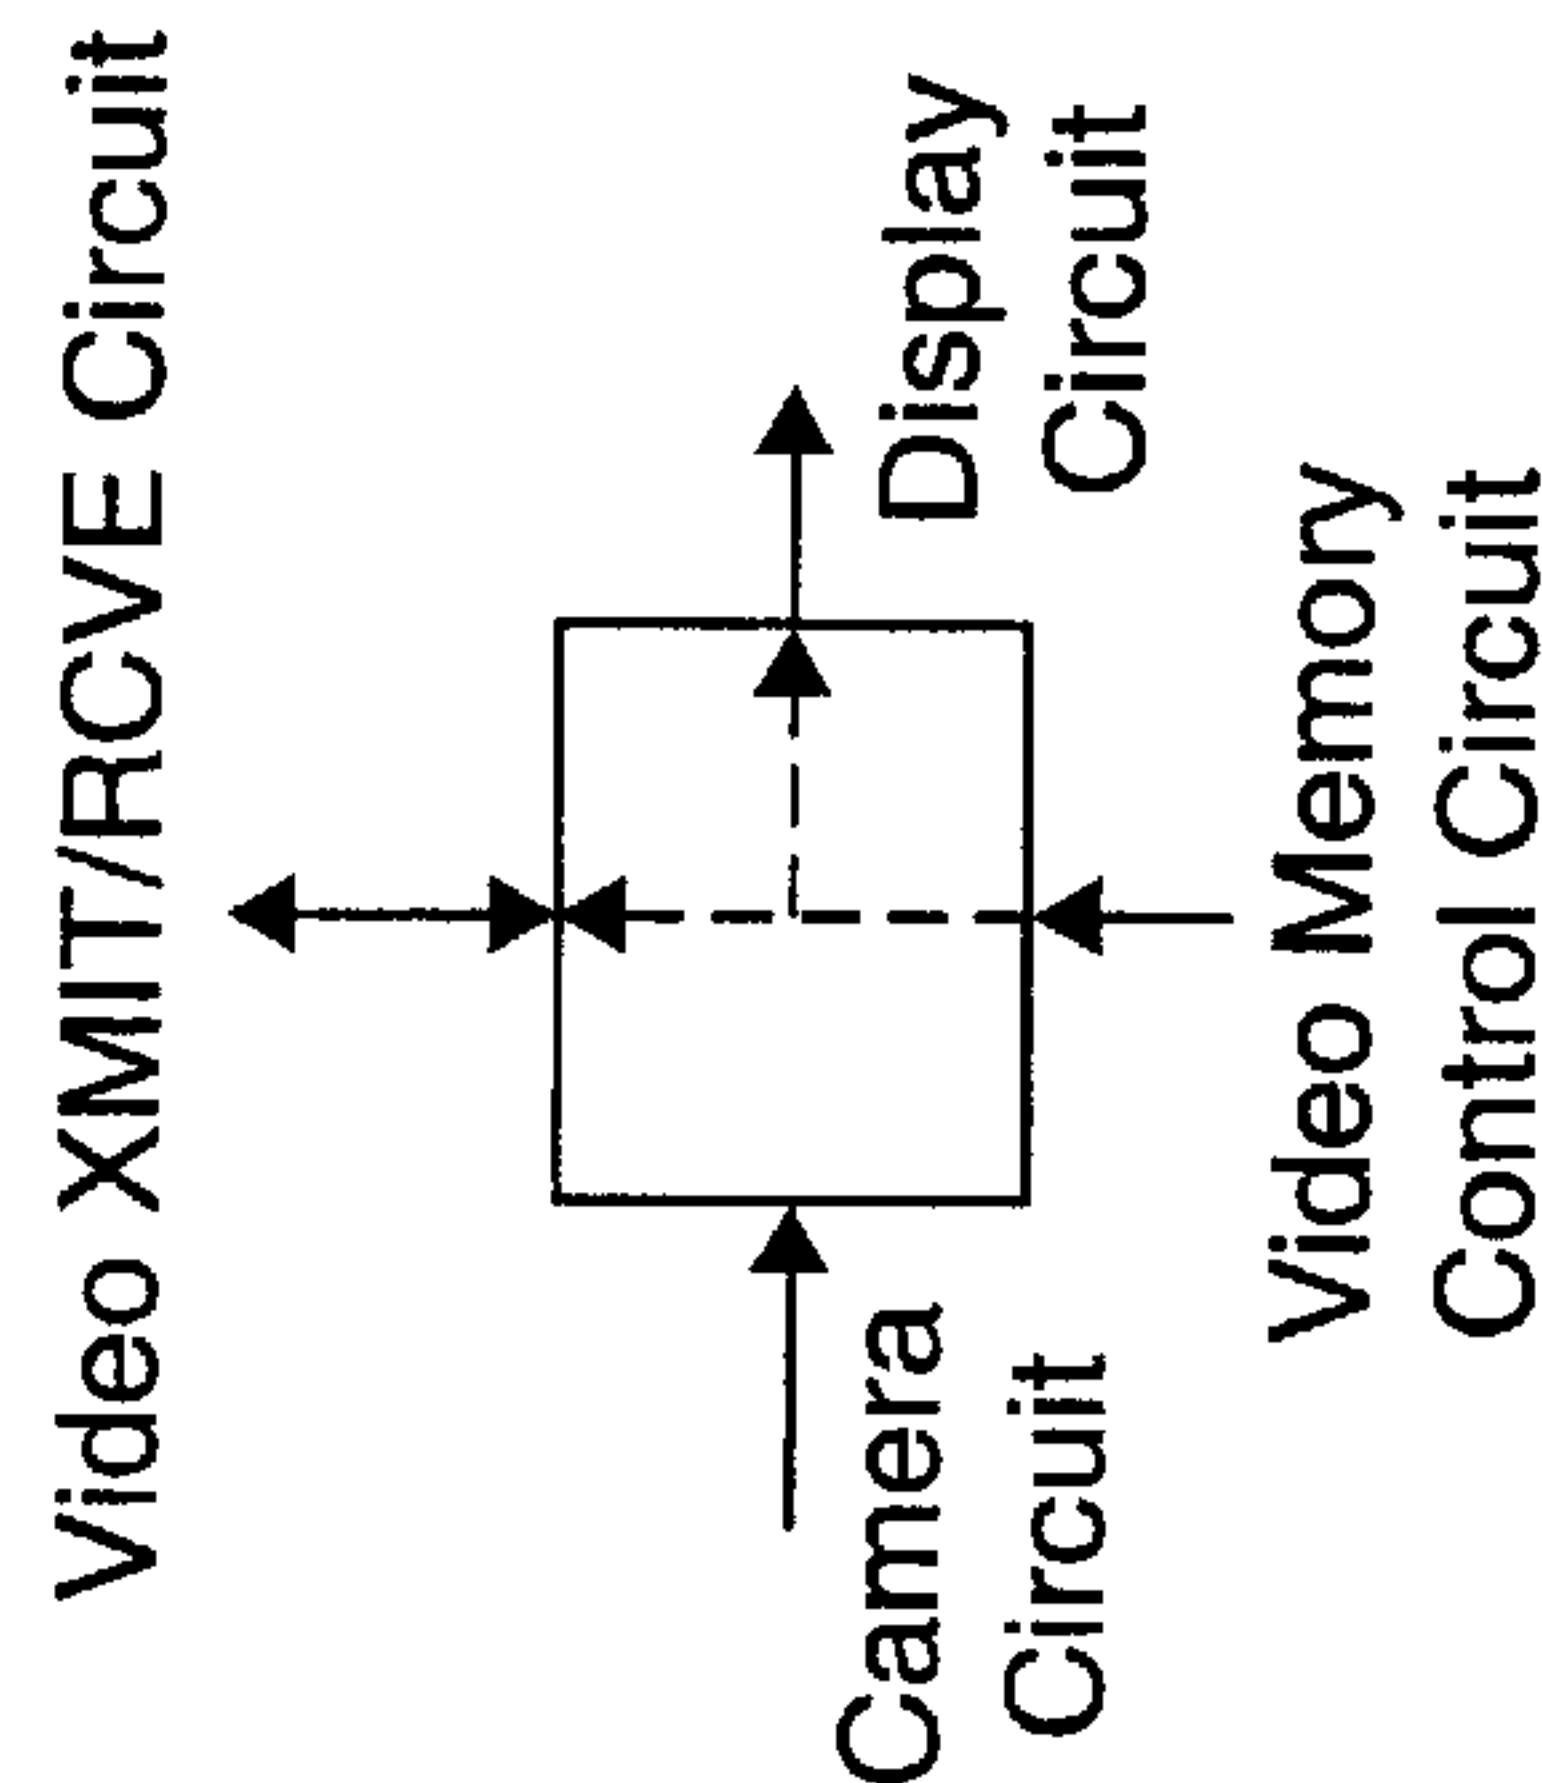 Video XMIT/RCVE Circuit
Camera
Circuit
Display
Circuit
Video Memory
Control Circuit